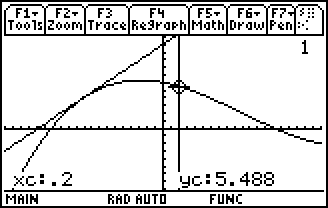 F1▾ F2▾ F3 F4 F5▾ F6▾ F7▾
Tools Zoom Trace ReGraph Math Draw Pen
1
xc:.2 yc:5.488
MAIN RAD AUTO FUNC